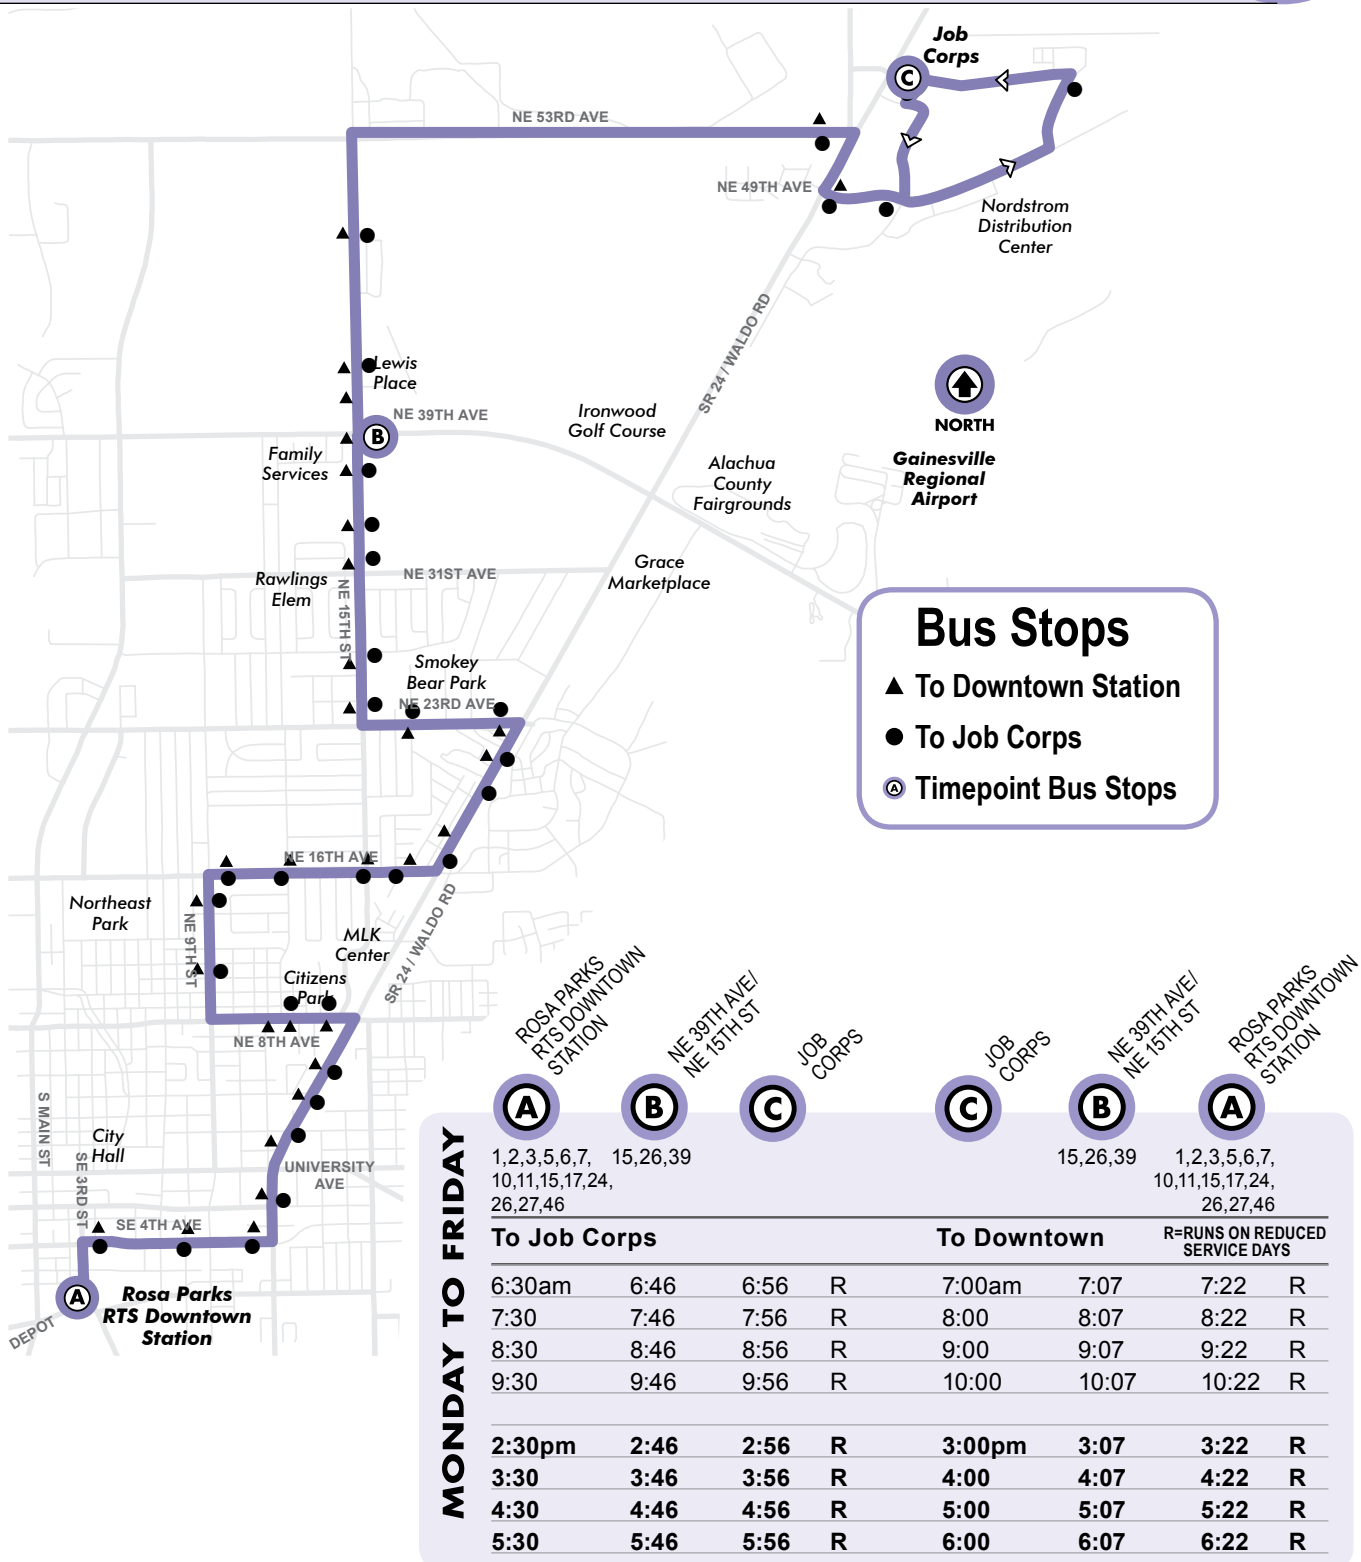 Job
Corps
C
NE 53RD AVE
NE 49TH AVE
Nordstrom
Distribution
Center
SR 24 / WALDO RD
Lewis
Place
NE 39TH AVE
B
Family
Services
Ironwood
Golf Course
NORTH
Gainesville
Regional
Airport
Alachua
County
Fairgrounds
Grace
Marketplace
Rawlings
Elem
NE 31ST AVE
NE 15TH ST
Smokey
Bear Park
NE 23RD AVE
Bus Stops
To Downtown Station
To Job Corps
A Timepoint Bus Stops
NE 16TH AVE
Northeast
Park
NE 9TH ST
MLK
Center
Citizens
Park
SR 24 / WALDO RD
NE 8TH AVE
S MAIN ST
City
Hall
SE 3RD ST
UNIVERSITY
AVE
SE 4TH AVE
A
Rosa Parks
RTS Downtown
Station
DEPOT
ROSA PARKS
RTS DOWNTOWN
STATION
NE 39TH AVE/
NE 15TH ST
JOB
CORPS
JOB
CORPS
NE 39TH AVE/
NE 15TH ST
ROSA PARKS
RTS DOWNTOWN
STATION
A B C C B A
MONDAY TO FRIDAY
1,2,3,5,6,7, 15,26,39 15,26,39 1,2,3,5,6,7,
10,11,15,17,24, 10,11,15,17,24,
26,27,46 26,27,46
To Job Corps To Downtown R=RUNS ON REDUCED
SERVICE DAYS
6:30am 6:46 6:56 R 7:00am 7:07 7:22 R
7:30 7:46 7:56 R 8:00 8:07 8:22 R
8:30 8:46 8:56 R 9:00 9:07 9:22 R
9:30 9:46 9:56 R 10:00 10:07 10:22 R
2:30pm 2:46 2:56 R 3:00pm 3:07 3:22 R
3:30 3:46 3:56 R 4:00 4:07 4:22 R
4:30 4:46 4:56 R 5:00 5:07 5:22 R
5:30 5:46 5:56 R 6:00 6:07 6:22 R